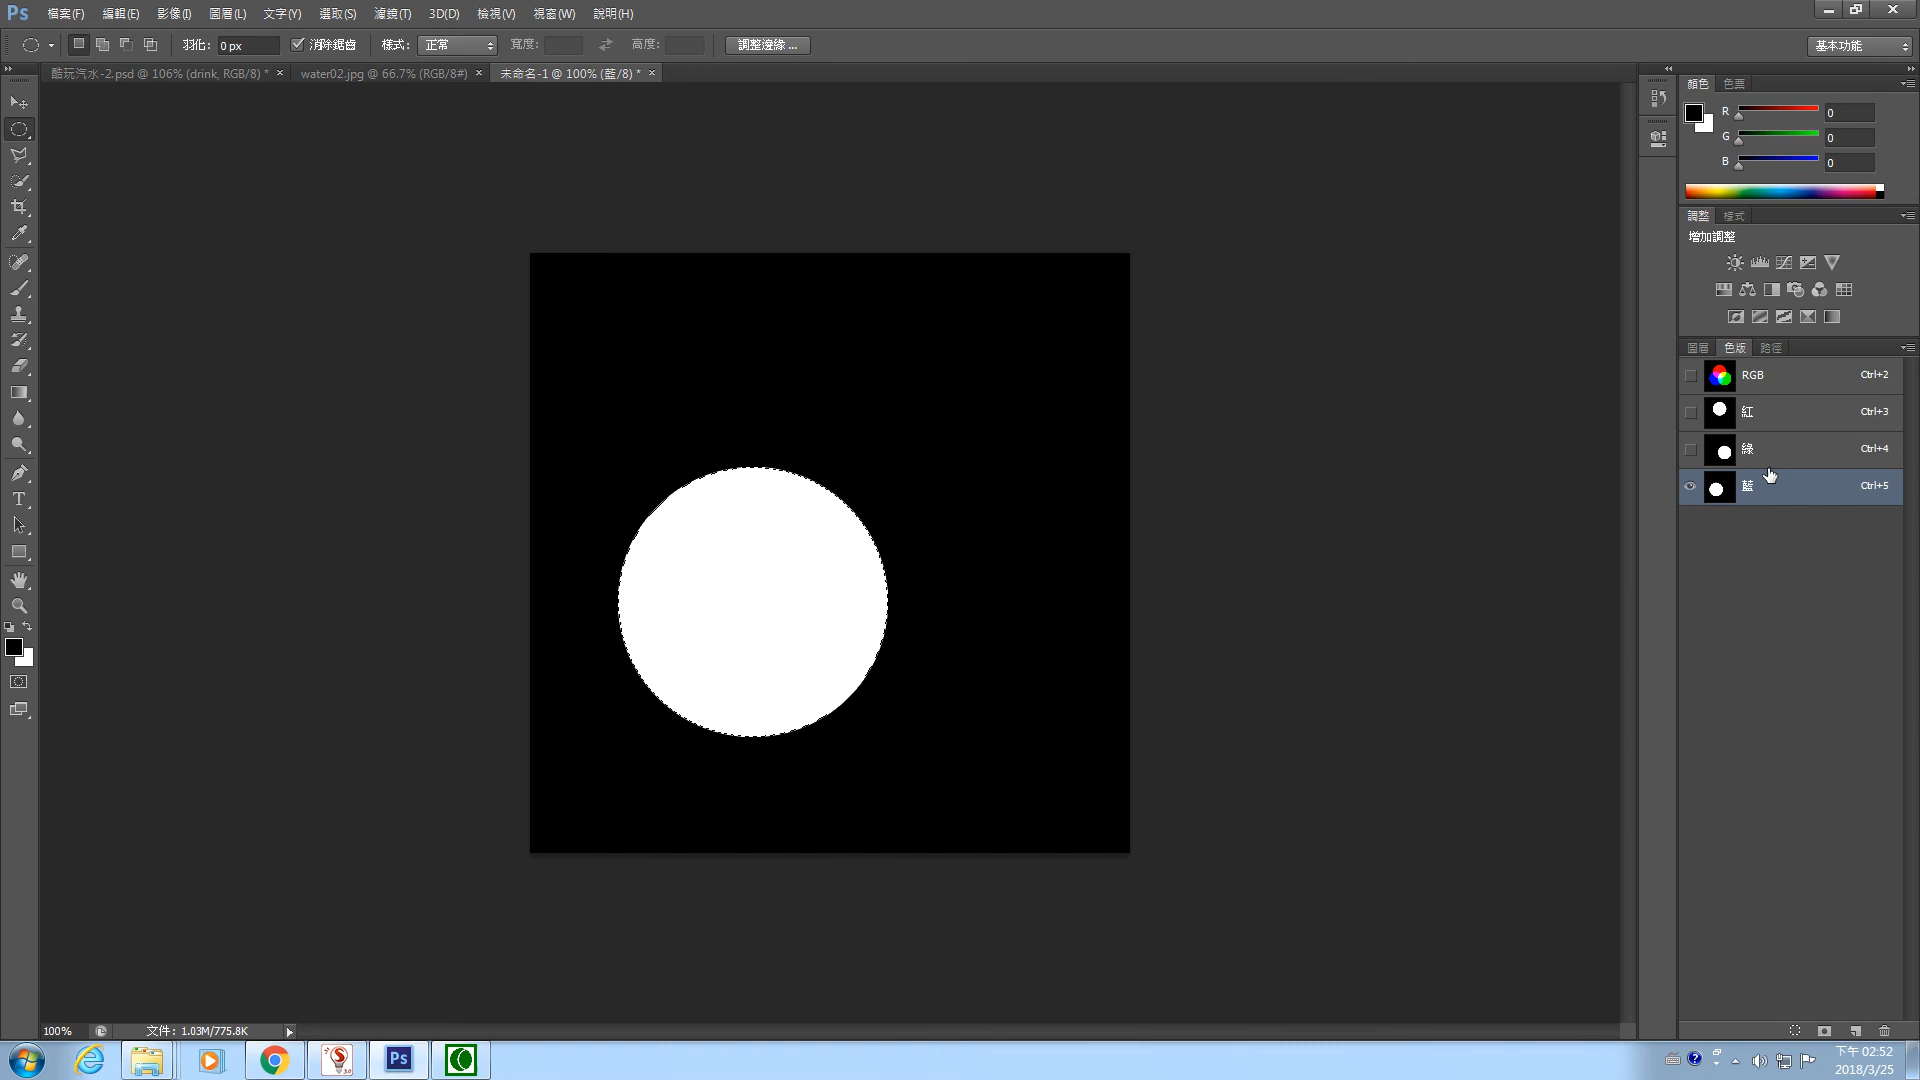 Ps 檔案(F) 編輯(E) 影像(I) 圖層(L) 文字(Y) 選取(S) 濾鏡(T) 3D(D) 檢視(V) 視窗(W) 說明(H)
羽化: 0 px 消除鋸齒 樣式: 正常 寬度: 高度: 調整邊緣 ... 基本功能
酷玩汽水-2.psd @ 106% (drink, RGB/8) * × water02.jpg @ 66.7% (RGB/8#) × 未命名-1 @ 100% (藍/8) * ×
顏色 色票
R 0
G 0
B 0
調整 樣式
增加調整
圖層 色版 路徑
RGB Ctrl+2
紅 Ctrl+3
綠 Ctrl+4
藍 Ctrl+5
T
100% 文件: 1.03M/775.8K
Ps
下午 02:52
2018/3/25